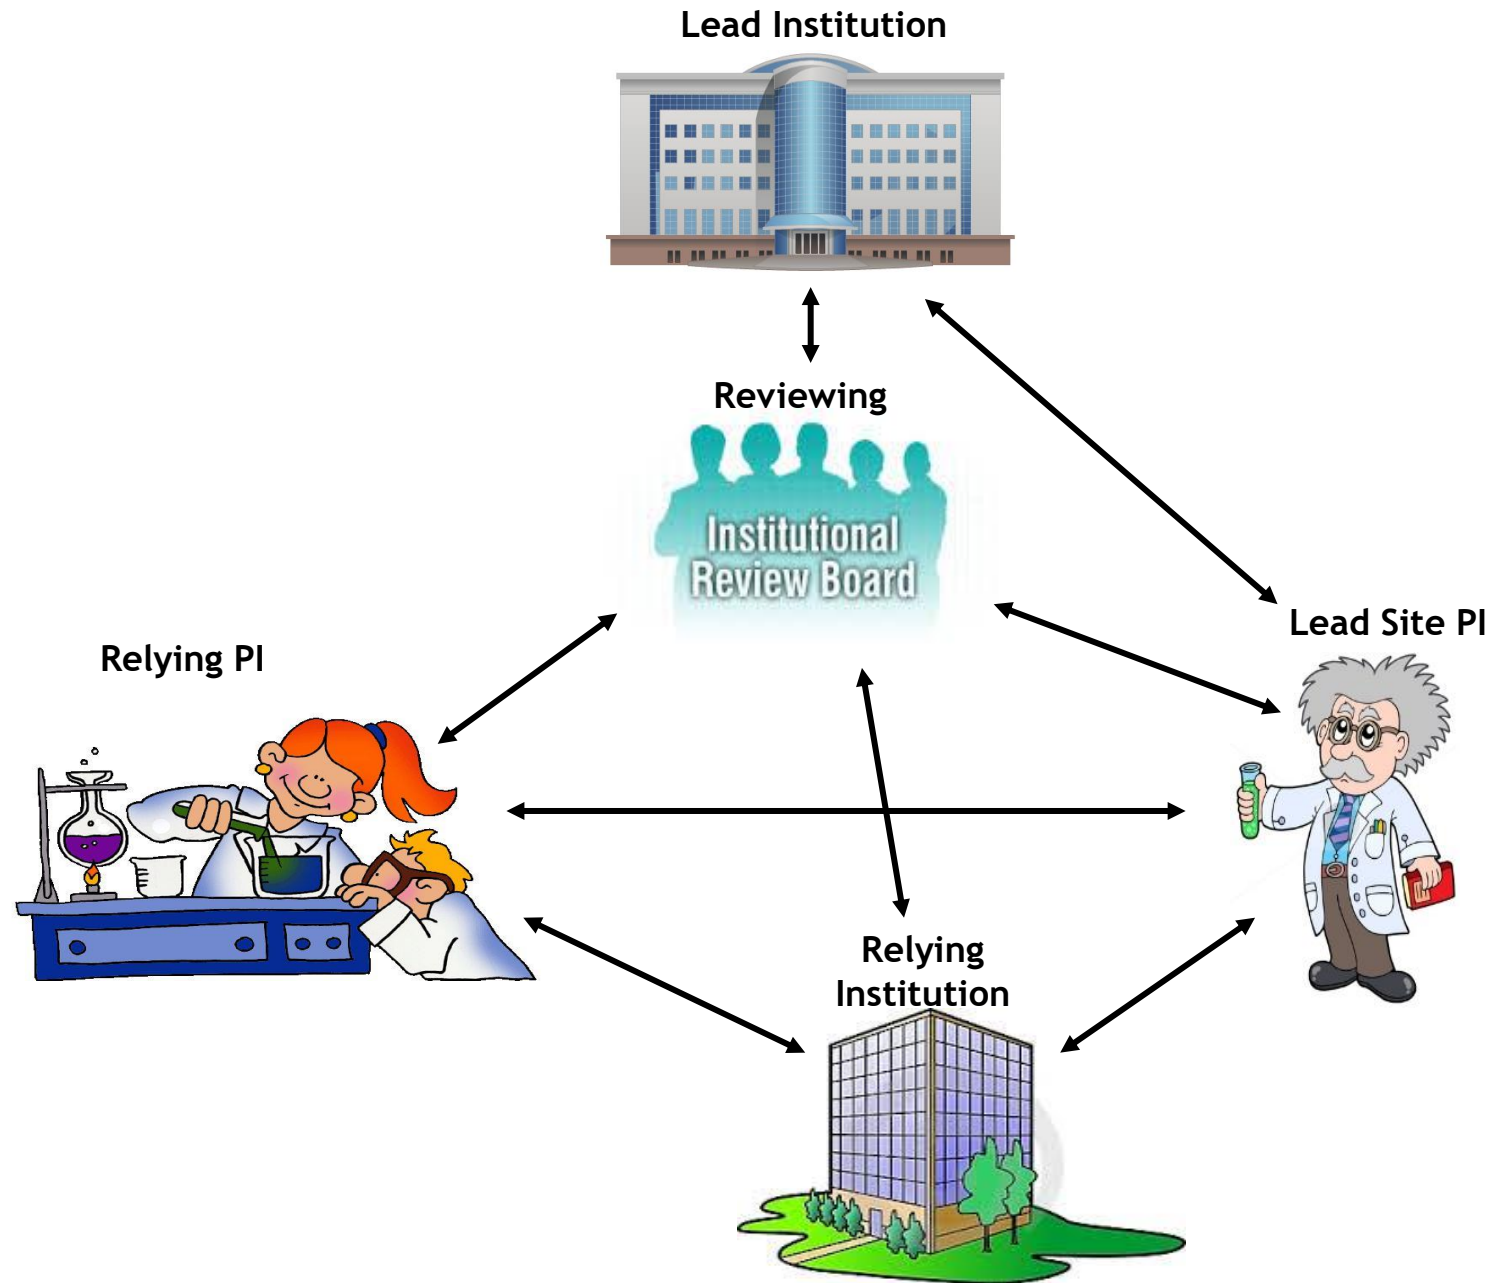 Lead Institution
Reviewing
Institutional
Review Board
Lead Site PI
Relying PI
Relying
Institution